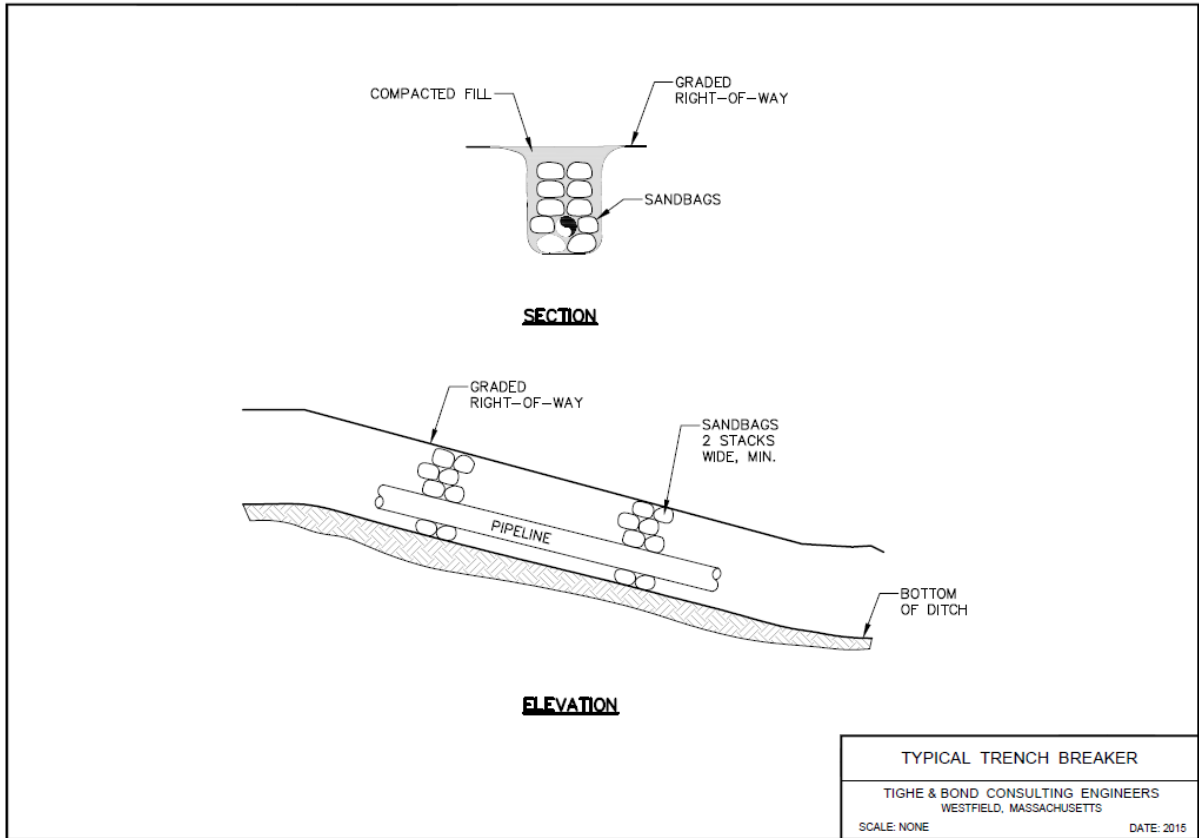 COMPACTED FILL
GRADED
RIGHT-OF-WAY
SANDBAGS
SECTION
GRADED
RIGHT-OF-WAY
SANDBAGS
2 STACKS
WIDE, MIN.
PIPELINE
BOTTOM
OF DITCH
ELEVATION
TYPICAL TRENCH BREAKER
TIGHE & BOND CONSULTING ENGINEERS
WESTFIELD, MASSACHUSETTS
SCALE: NONE DATE: 2015